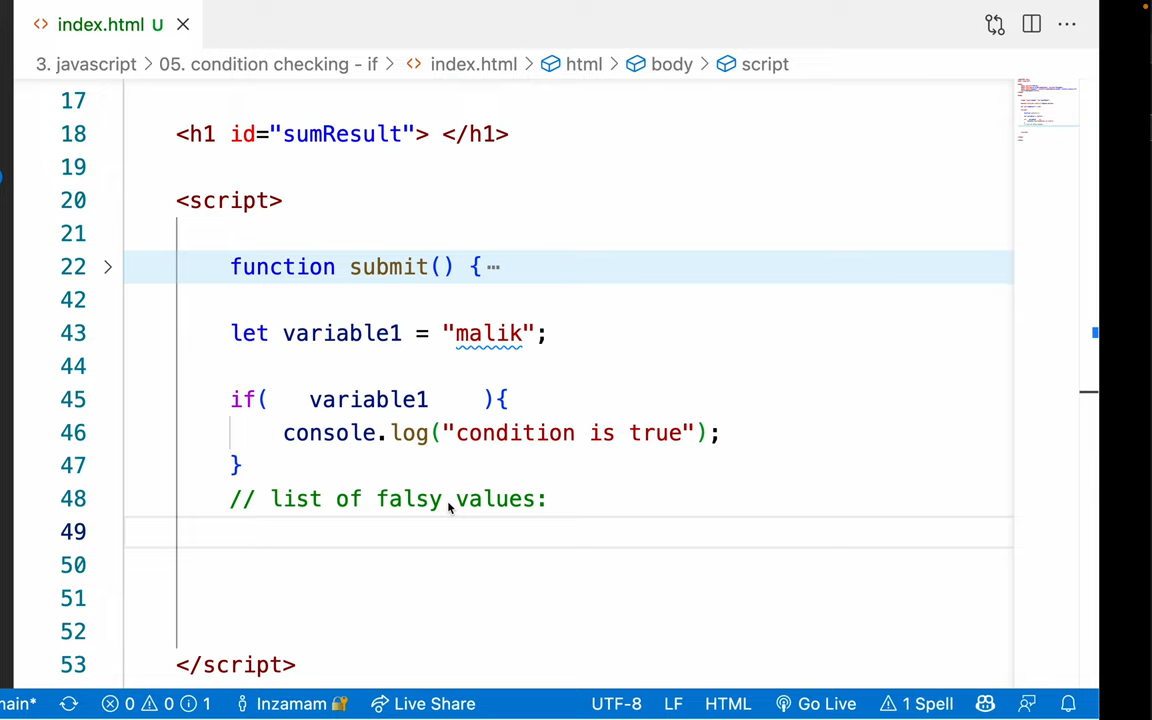 index.html U
3. javascript > 05. condition checking - if > index.html > html > body > script
17
18 <h1 id="sumResult"> </h1>
19
20 <script>
21
22 function submit() {
42
43 let variable1 = "malik";
44
45 if( variable1 ){
46 console.log("condition is true");
47 }
48 // list of falsy values:
49
50
51
52
53 </script>
main* 0 0 1 Inzamam Live Share UTF-8 LF HTML Go Live 1 Spell